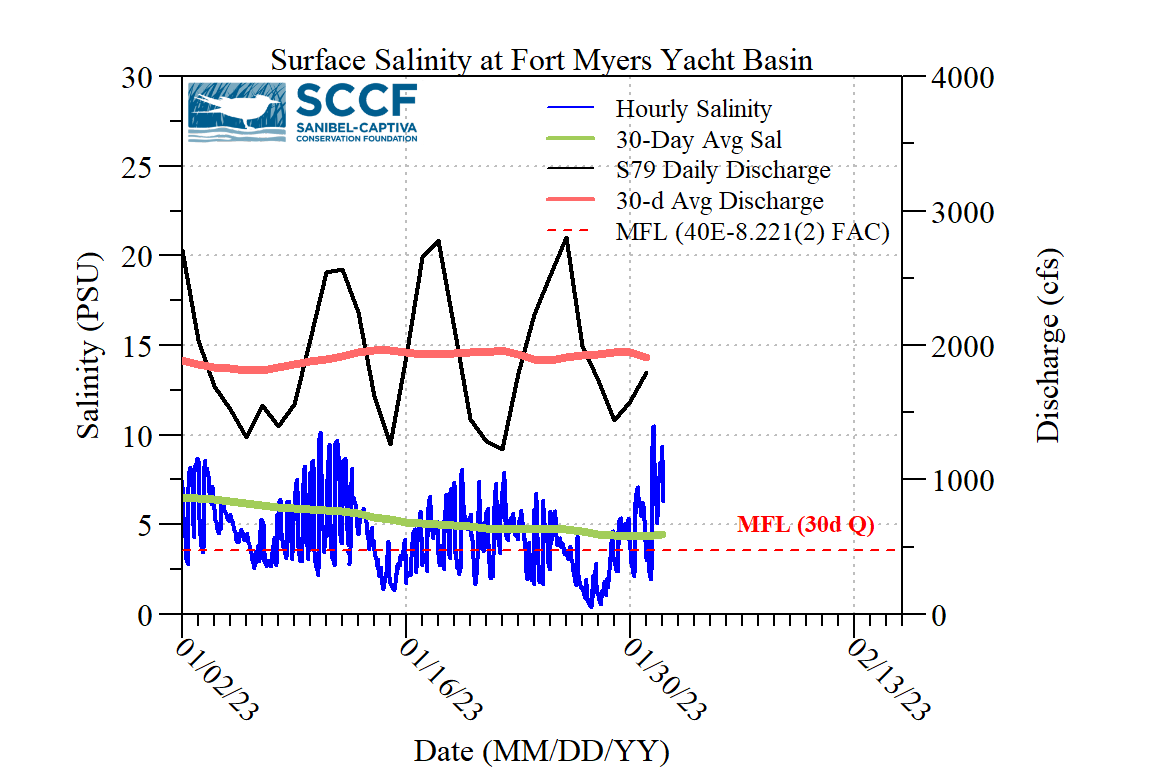 Surface Salinity at Fort Myers Yacht Basin
SCCF
SANIBEL-CAPTIVA
CONSERVATION FOUNDATION
Hourly Salinity
30-Day Avg Sal
S79 Daily Discharge
30-d Avg Discharge
MFL (40E-8.221(2) FAC)
30
25
20
15
10
5
0
Salinity (PSU)
4000
3000
2000
1000
0
Discharge (cfs)
MFL (30d Q)
01/02/23
01/16/23
01/30/23
02/13/23
Date (MM/DD/YY)